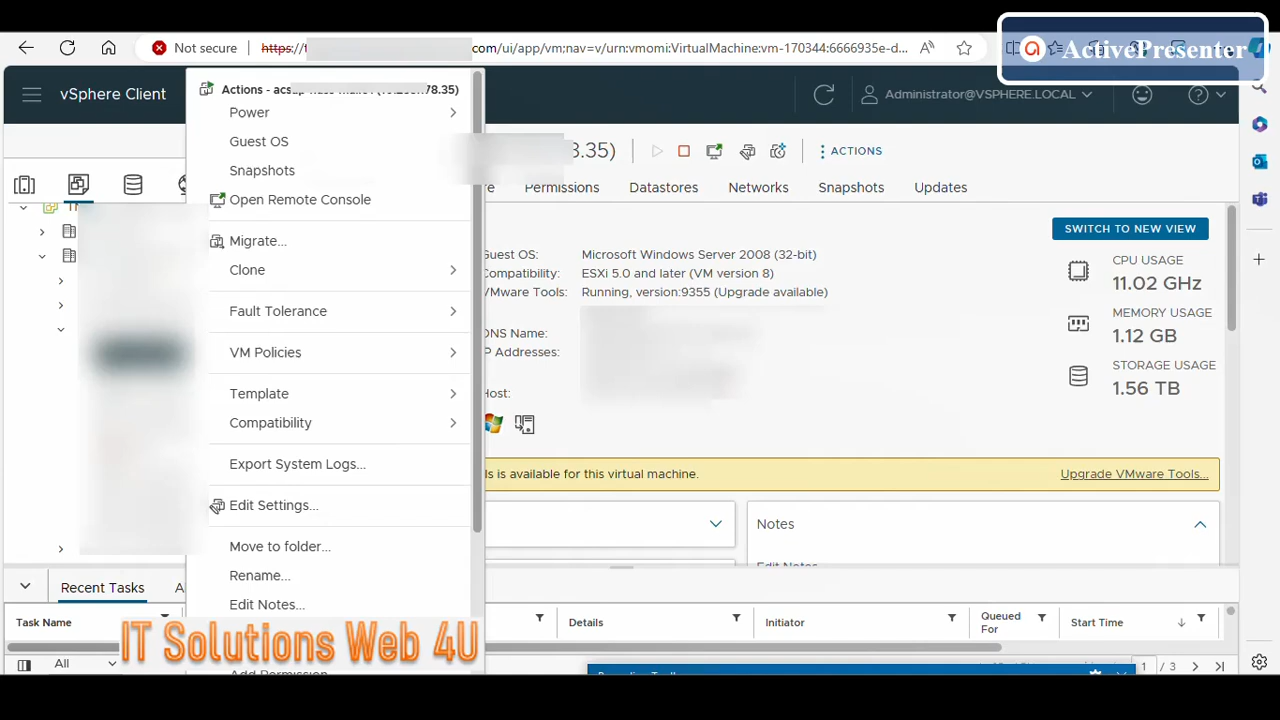 ActivePresenter
Not secure
https://t
com/ui/app/vm;nav=v/urn:vmomi:VirtualMachine:vm-170344:6666935e-d...
vSphere Client
Administrator@VSPHERE.LOCAL
Actions -
78.35)
Power
Guest OS
Snapshots
Open Remote Console
Migrate...
Clone
Fault Tolerance
VM Policies
Template
Compatibility
Export System Logs...
Edit Settings...
Move to folder...
Rename...
Edit Notes...
3.35)
ACTIONS
Permissions
Datastores
Networks
Snapshots
Updates
SWITCH TO NEW VIEW
Guest OS: Microsoft Windows Server 2008 (32-bit)
Compatibility: ESXi 5.0 and later (VM version 8)
VMware Tools: Running, version:9355 (Upgrade available)
DNS Name:
IP Addresses:
Host:
CPU USAGE
11.02 GHz
MEMORY USAGE
1.12 GB
STORAGE USAGE
1.56 TB
is available for this virtual machine.
Upgrade VMware Tools...
Notes
Edit Notes
Recent Tasks
Task Name
Details
Initiator
Queued For
Start Time
All
1 / 3
IT Solutions Web 4U
Add Permission